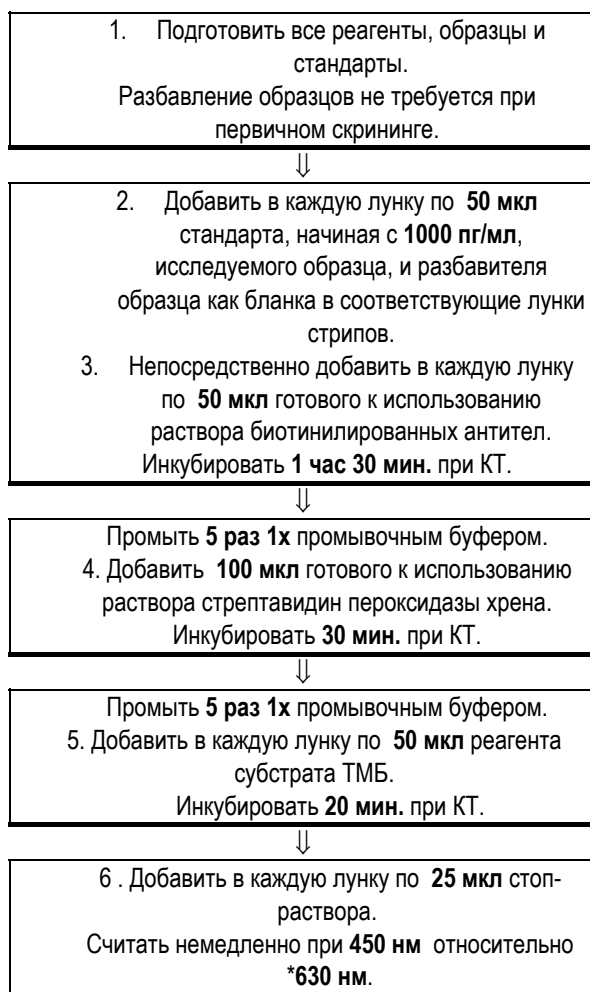 1. Подготовить все реагенты, образцы и
стандарты.
Разбавление образцов не требуется при
первичном скрининге.
⇓
2. Добавить в каждую лунку по 50 мкл
стандарта, начиная с 1000 пг/мл,
исследуемого образца, и разбавителя
образца как бланка в соответствующие лунки
стрипов.
3. Непосредственно добавить в каждую лунку
по 50 мкл готового к использованию
раствора биотинилированных антител.
Инкубировать 1 час 30 мин. при КТ.
⇓
Промыть 5 раз 1х промывочным буфером.
4. Добавить 100 мкл готового к использованию
раствора стрептавидин пероксидазы хрена.
Инкубировать 30 мин. при КТ.
⇓
Промыть 5 раз 1х промывочным буфером.
5. Добавить в каждую лунку по 50 мкл реагента
субстрата ТМБ.
Инкубировать 20 мин. при КТ.
⇓
6 . Добавить в каждую лунку по 25 мкл стоп-
раствора.
Считать немедленно при 450 нм относительно
*630 нм.